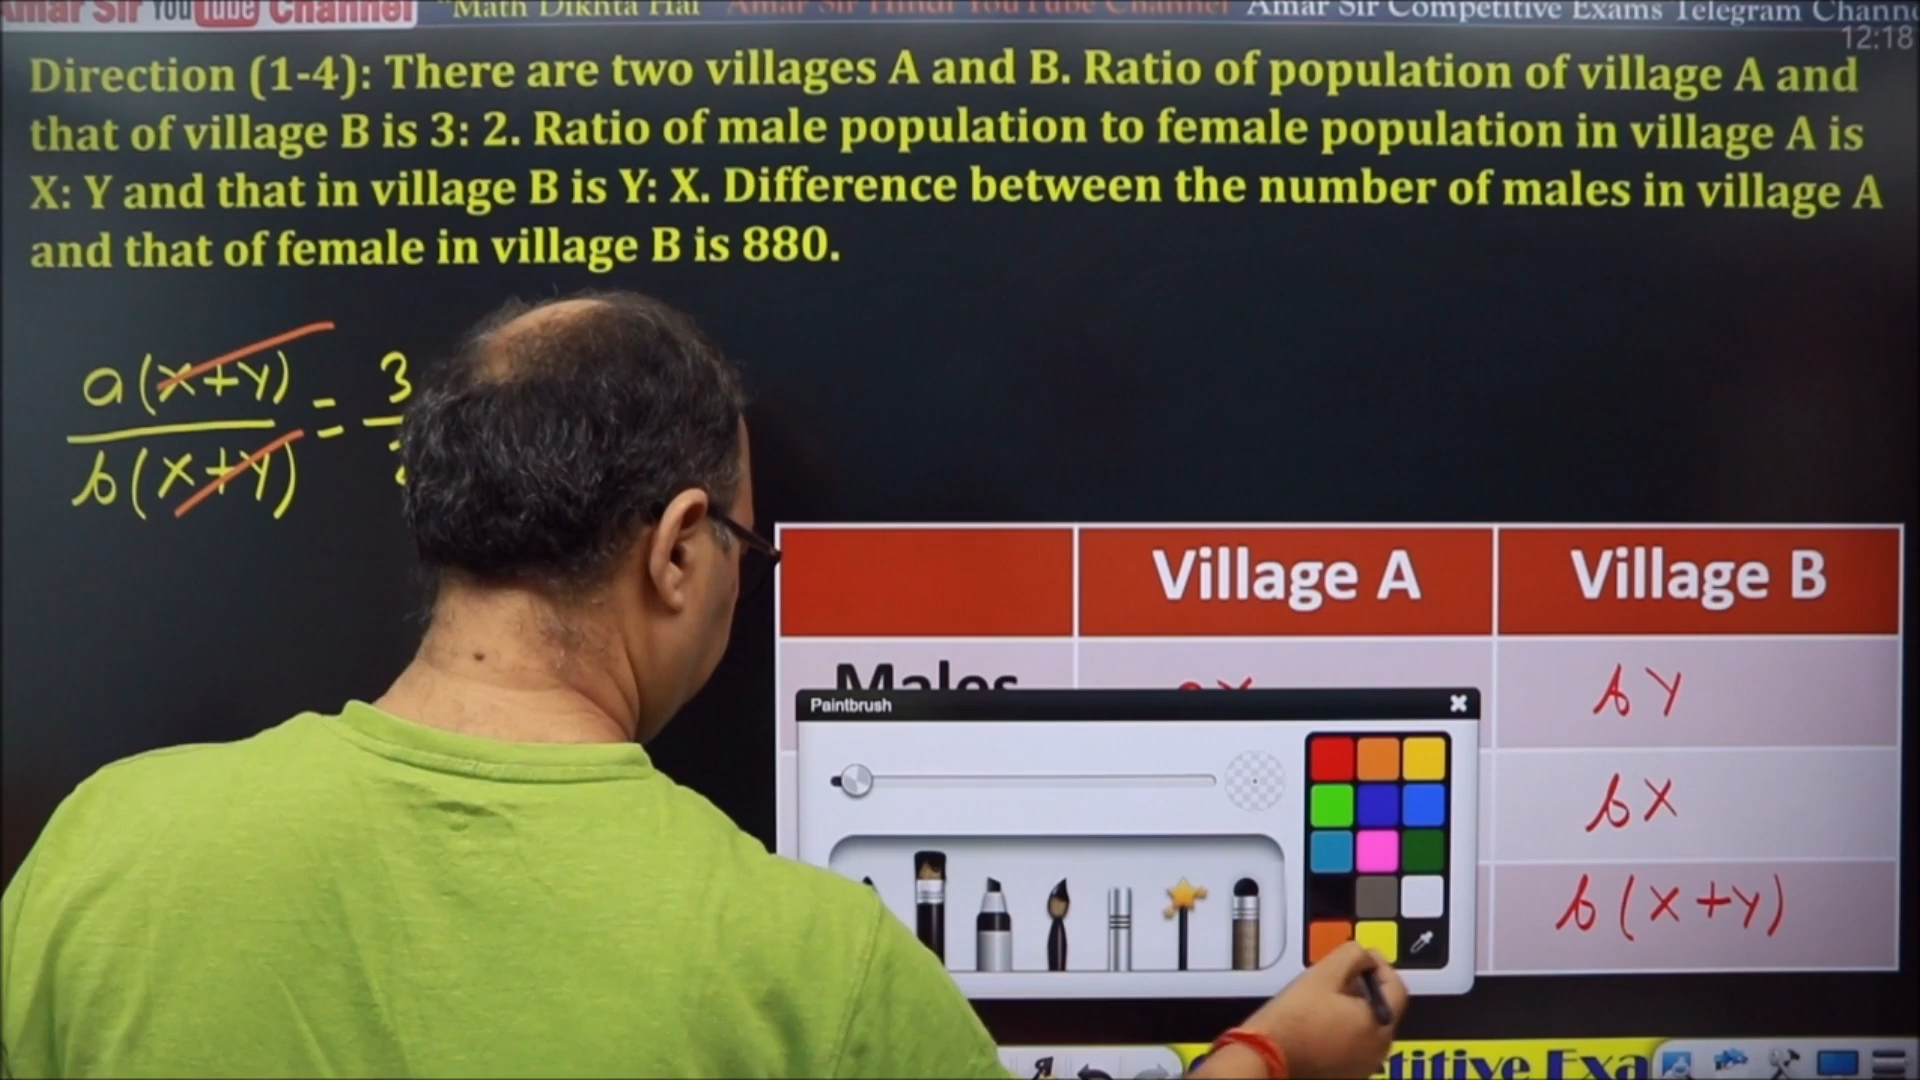 Amar Sir YouTube Channel "Math Dikhta Hai" Amar Sir Hindi YouTube Channel Amar Sir Competitive Exams Telegram Channe
12:18
Direction (1-4): There are two villages A and B. Ratio of population of village A and
that of village B is 3: 2. Ratio of male population to female population in village A is
X: Y and that in village B is Y: X. Difference between the number of males in village A
and that of female in village B is 880.
a(x+y)
= 3
b(x+y)
Village A Village B
Males bY
Paintbrush
bX
b(x+y)